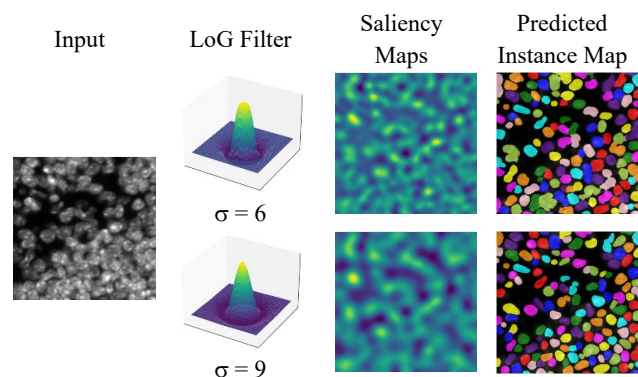 Input
LoG Filter
Saliency
Maps
Predicted
Instance Map
σ = 6
σ = 9